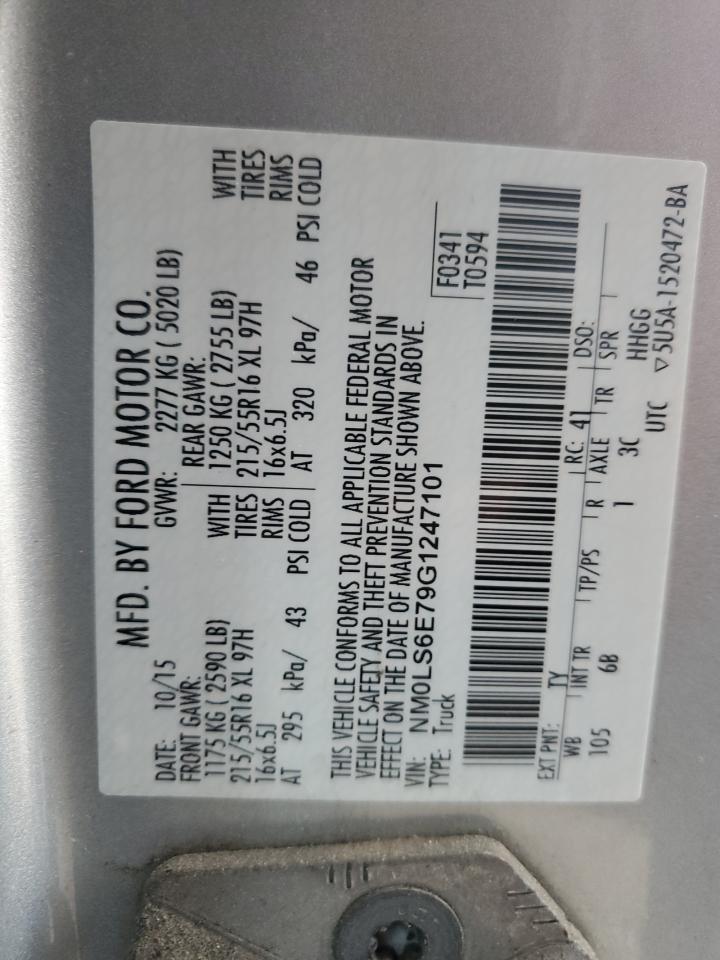 MFD. BY FORD MOTOR CO.
DATE: 10/15 GVWR: 2277 KG ( 5020 LB)
FRONT GAWR: REAR GAWR:
1175 KG ( 2590 LB) WITH 1250 KG ( 2755 LB) WITH
215/55R16 XL 97H TIRES 215/55R16 XL 97H TIRES
16x6.5J RIMS 16x6.5J RIMS
AT 295 kPa/ 43 PSI COLD AT 320 kPa/ 46 PSI COLD
THIS VEHICLE CONFORMS TO ALL APPLICABLE FEDERAL MOTOR
VEHICLE SAFETY AND THEFT PREVENTION STANDARDS IN
EFFECT ON THE DATE OF MANUFACTURE SHOWN ABOVE.
VIN: NM0LS6E79G1247101
TYPE: Truck
F0341
T0594
EXT PNT: TY RC: 41 DSO:
WB INT TR TP/PS R AXLE TR SPR
105 6B 1 3C HHGG
UTC ▽5U5A-1520472-BA